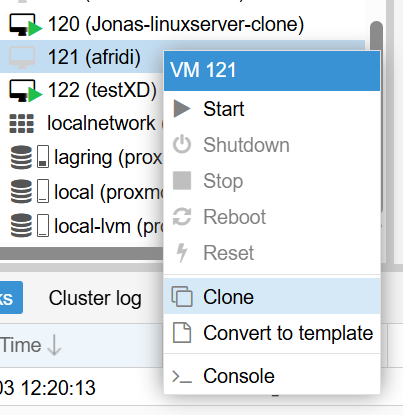 120 (Jonas-linuxserver-clone)
121 (afridi)
VM 121
122 (testXD)
Start
localnetwork (
Shutdown
lagring (prox
Stop
local (proxmo
Reboot
local-lvm (pro
Reset
Cluster log
Clone
Time
Convert to template
03 12:20:13
Console